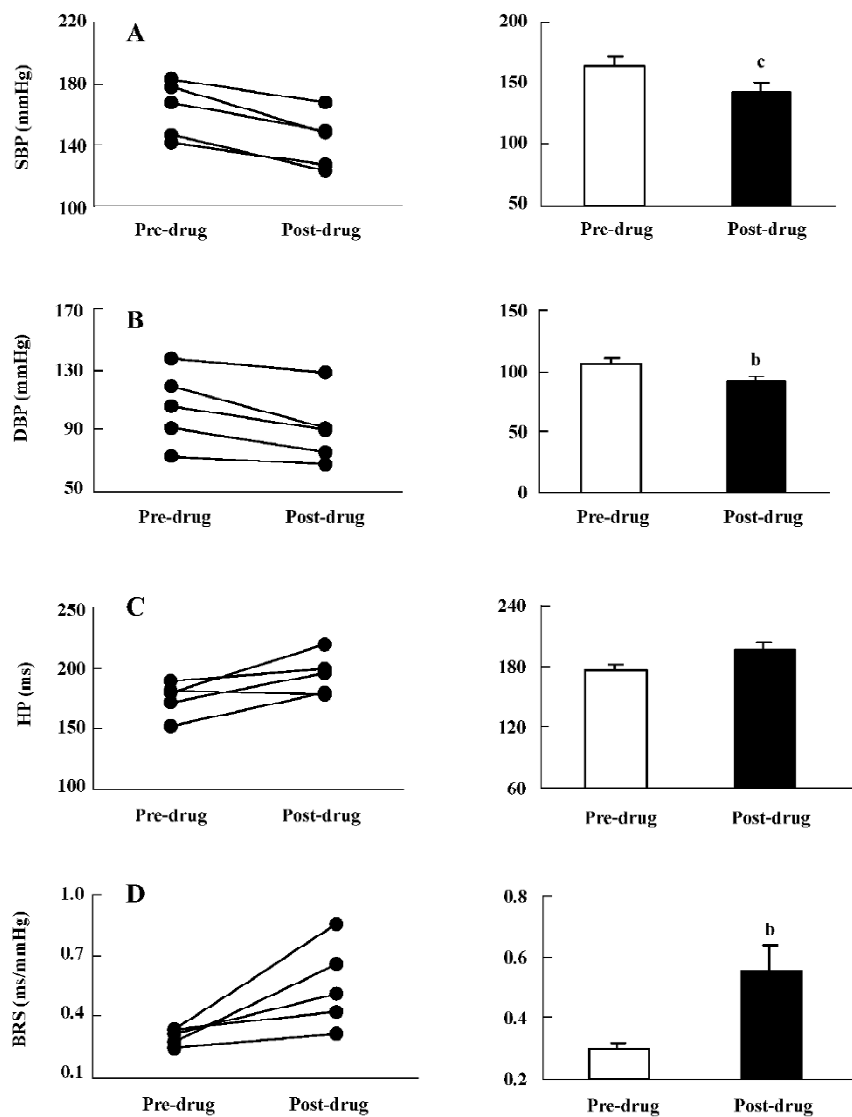 220
180
140
100
SBP (mmHg)
A
Prc-drug
Post-drug
200
150
100
50
c
Pre-drug
Post-drug
170
130
90
50
DBP (mmHg)
B
Pre-drug
Post-drug
150
100
50
0
b
Pre-drug
Post-drug
250
200
150
100
HP (ms)
C
Pre-drug
Post-drug
240
180
120
60
Pre-drug
Post-drug
1.0
0.7
0.4
0.1
BRS (ms/mmHg)
D
Pre-drug
Post-drug
0.8
0.6
0.4
0.2
b
Pre-drug
Post-drug